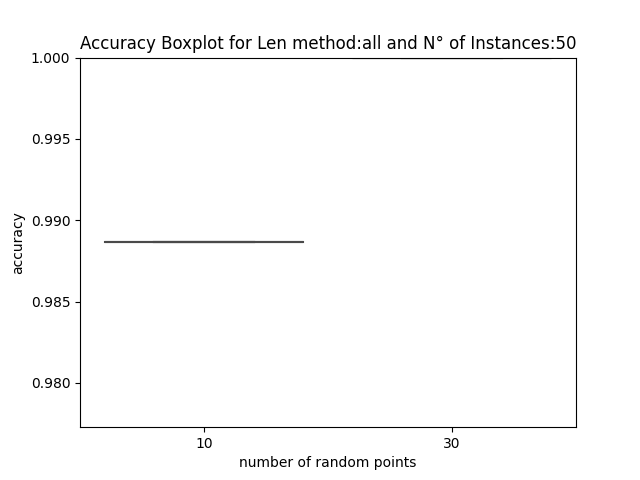 Accuracy Boxplot for Len method:all and N° of Instances:50
1.000
0.995
0.990
0.985
0.980
accuracy
10 30
number of random points